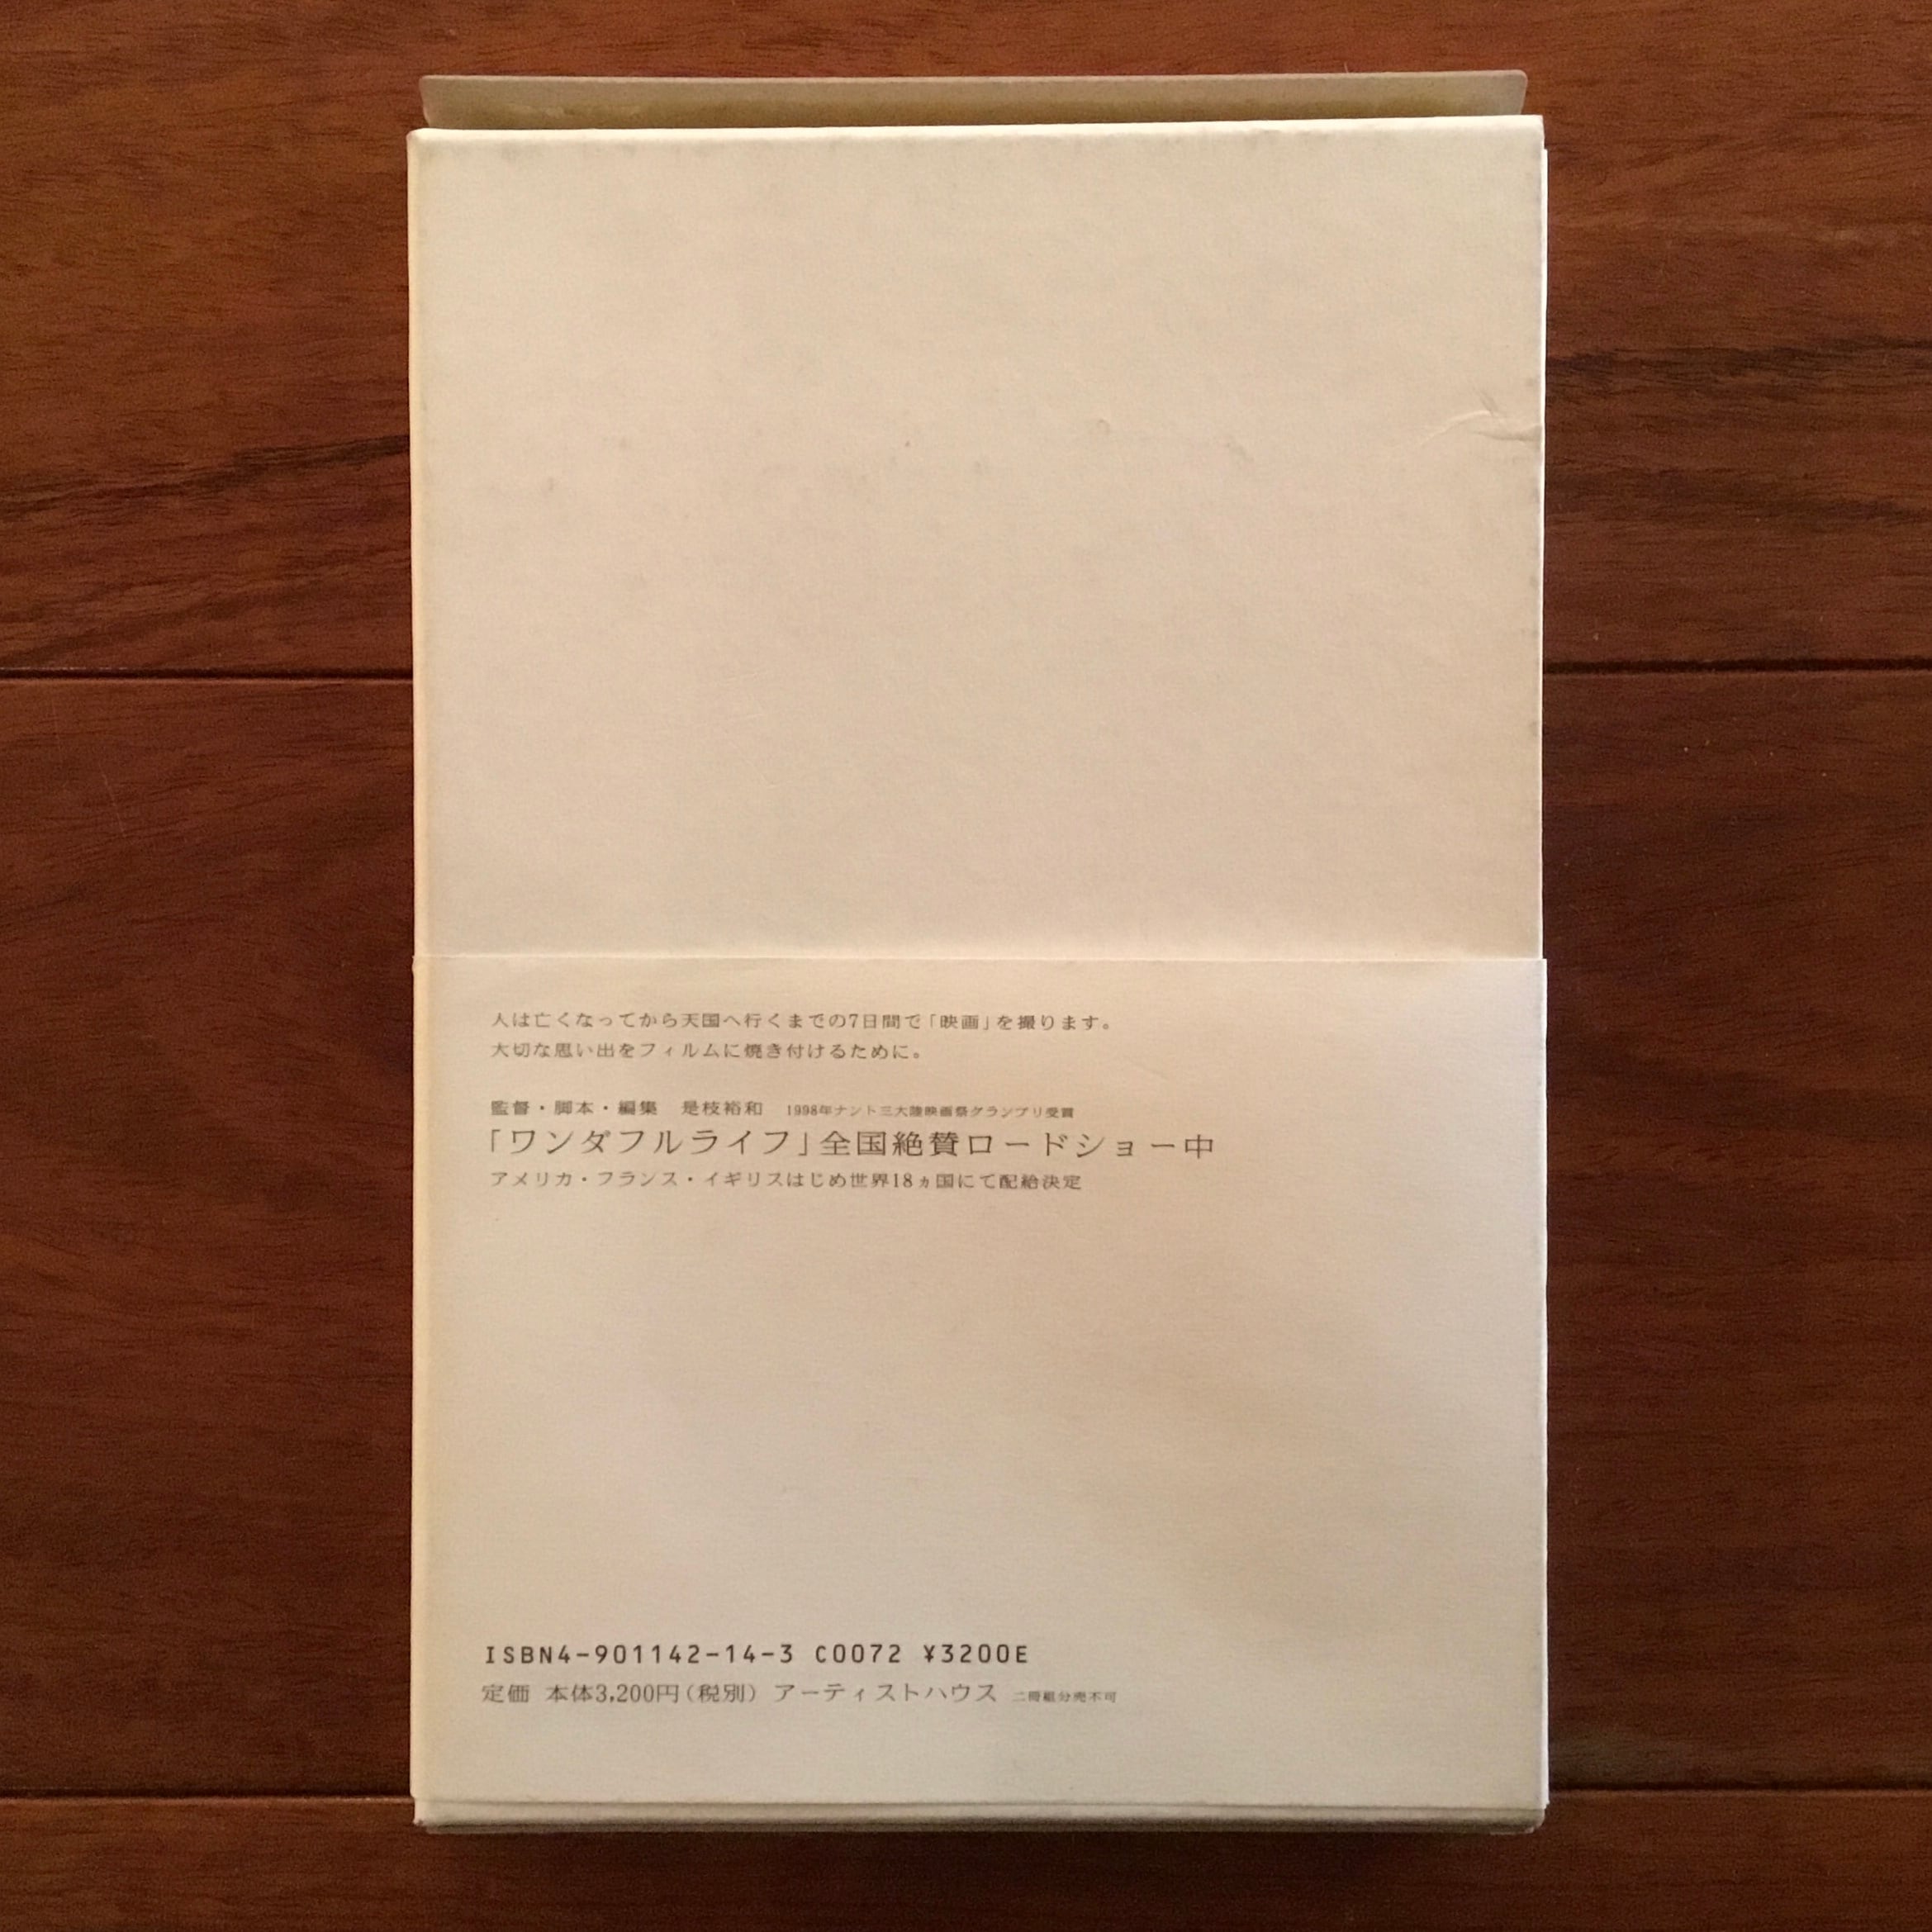 人は亡くなってから天国へ行くまでの7日間で「映画」を撮ります。
大切な思い出をフィルムに焼き付けるために。
監督・脚本・編集　是枝裕和　1998年ナント三大陸映画祭グランプリ受賞
「ワンダフルライフ」全国絶賛ロードショー中
アメリカ・フランス・イギリスはじめ世界18ヵ国にて配給決定
ISBN4-901142-14-3 C0072 ¥3200E
定価 本体3,200円(税別) アーティストハウス 二冊組分売不可